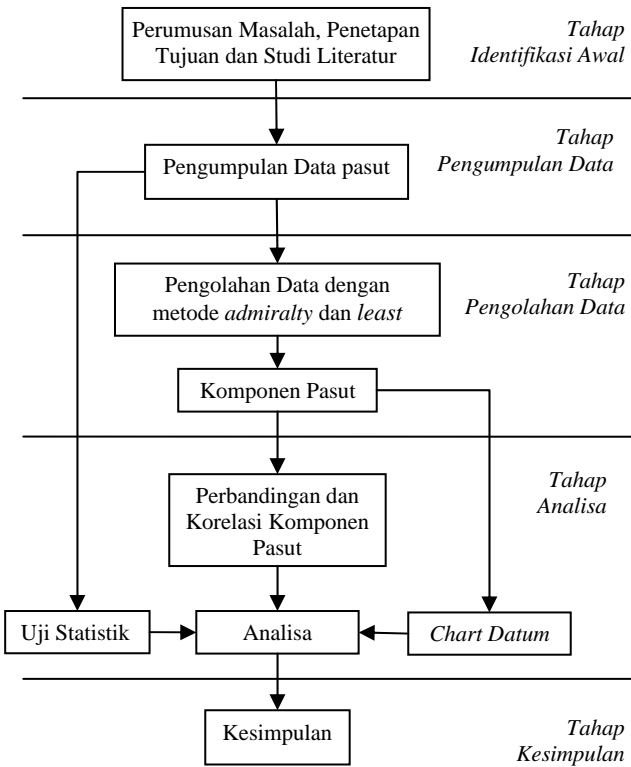 Perumusan Masalah, Penetapan
Tujuan dan Studi Literatur
Tahap
Identifikasi Awal
Tahap
Pengumpulan Data
Pengumpulan Data pasut
Pengolahan Data dengan
metode admiralty dan least
Tahap
Pengolahan Data
Komponen Pasut
Perbandingan dan
Korelasi Komponen
Pasut
Tahap
Analisa
Uji Statistik
Analisa
Chart Datum
Kesimpulan
Tahap
Kesimpulan